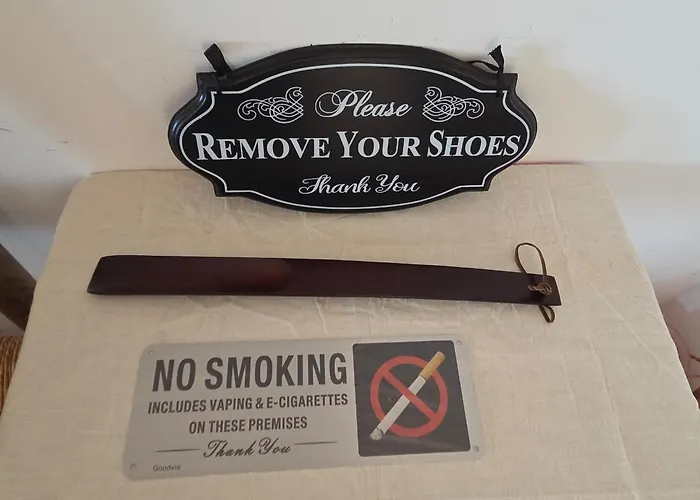 Please
REMOVE YOUR SHOES
Thank You
NO SMOKING
INCLUDES VAPING & E-CIGARETTES
ON THESE PREMISES
Thank You
Goodvia